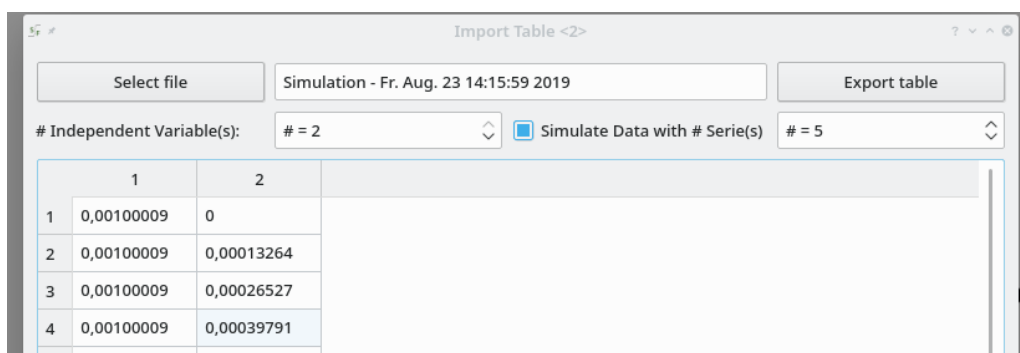 Import Table <2>
Select file Simulation - Fr. Aug. 23 14:15:59 2019 Export table
# Independent Variable(s): # = 2 Simulate Data with # Serie(s) # = 5
1 2
1 0,00100009 0
2 0,00100009 0,00013264
3 0,00100009 0,00026527
4 0,00100009 0,00039791